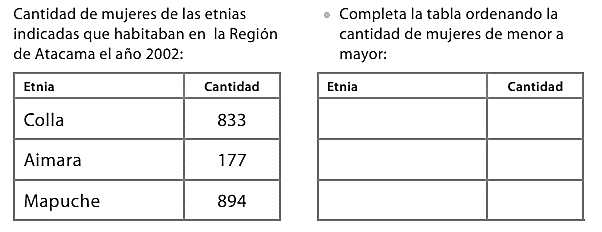 Cantidad de mujeres de las etnias
indicadas que habitaban en la Región
de Atacama el año 2002:
Etnia Cantidad
Colla 833
Aimara 177
Mapuche 894
• Completa la tabla ordenando la
cantidad de mujeres de menor a
mayor:
Etnia Cantidad